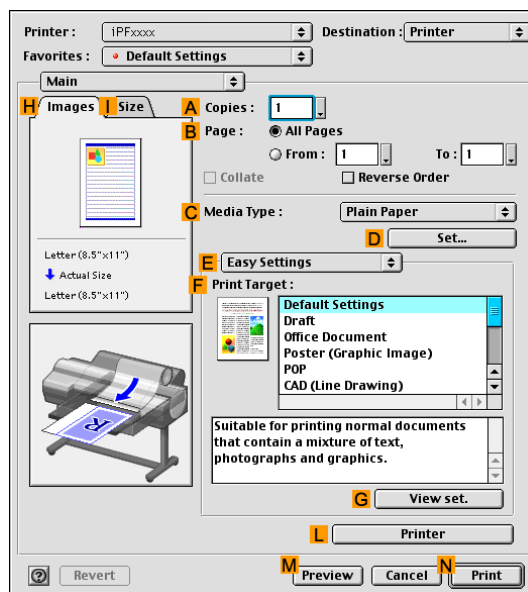 Printer : iPFxxxx Destination : Printer
Favorites : Default Settings
Main
H Images I Size
A Copies : 1
B Page : All Pages
From : 1 To : 1
Collate Reverse Order
C Media Type : Plain Paper
D Set...
Letter (8.5"x11")
Actual Size
Letter (8.5"x11")
E Easy Settings
F Print Target :
Default Settings
Draft
Office Document
Poster (Graphic Image)
POP
CAD (Line Drawing)
R
Suitable for printing normal documents
that contain a mixture of text,
photographs and graphics.
G View set.
L Printer
Revert M Preview Cancel N Print